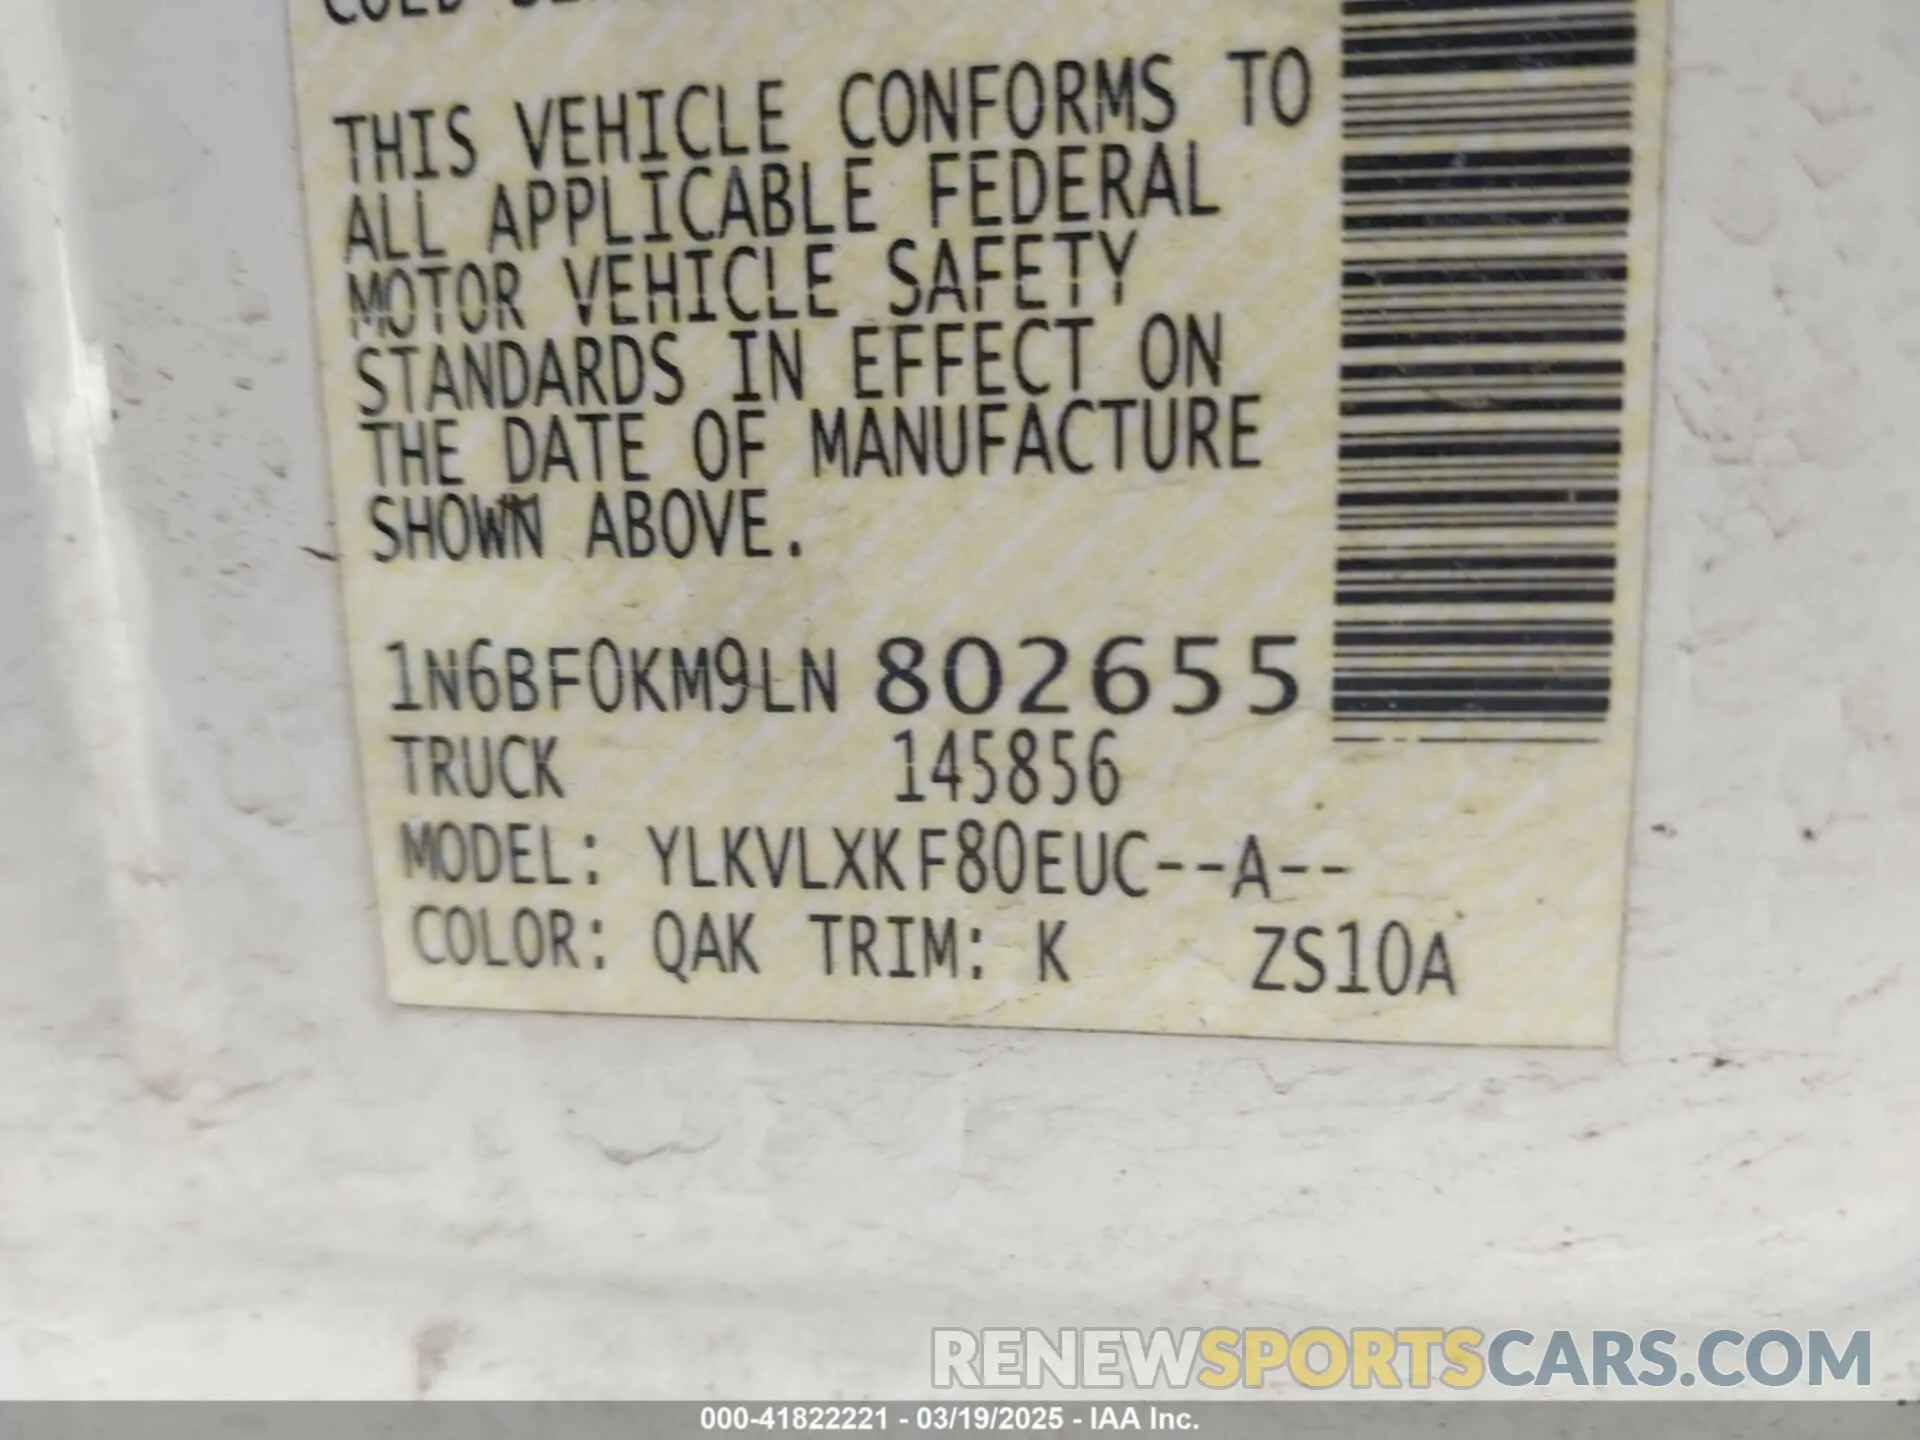 COLD
THIS VEHICLE CONFORMS TO
ALL APPLICABLE FEDERAL
MOTOR VEHICLE SAFETY
STANDARDS IN EFFECT ON
THE DATE OF MANUFACTURE
SHOWN ABOVE.
1N6BF0KM9LN 802655
TRUCK 145856
MODEL: YLKVLXKF80EUC--A--
COLOR: QAK TRIM: K ZS10A
RENEWSPORTSCARS.COM
000-41822221 - 03/19/2025 - IAA Inc.